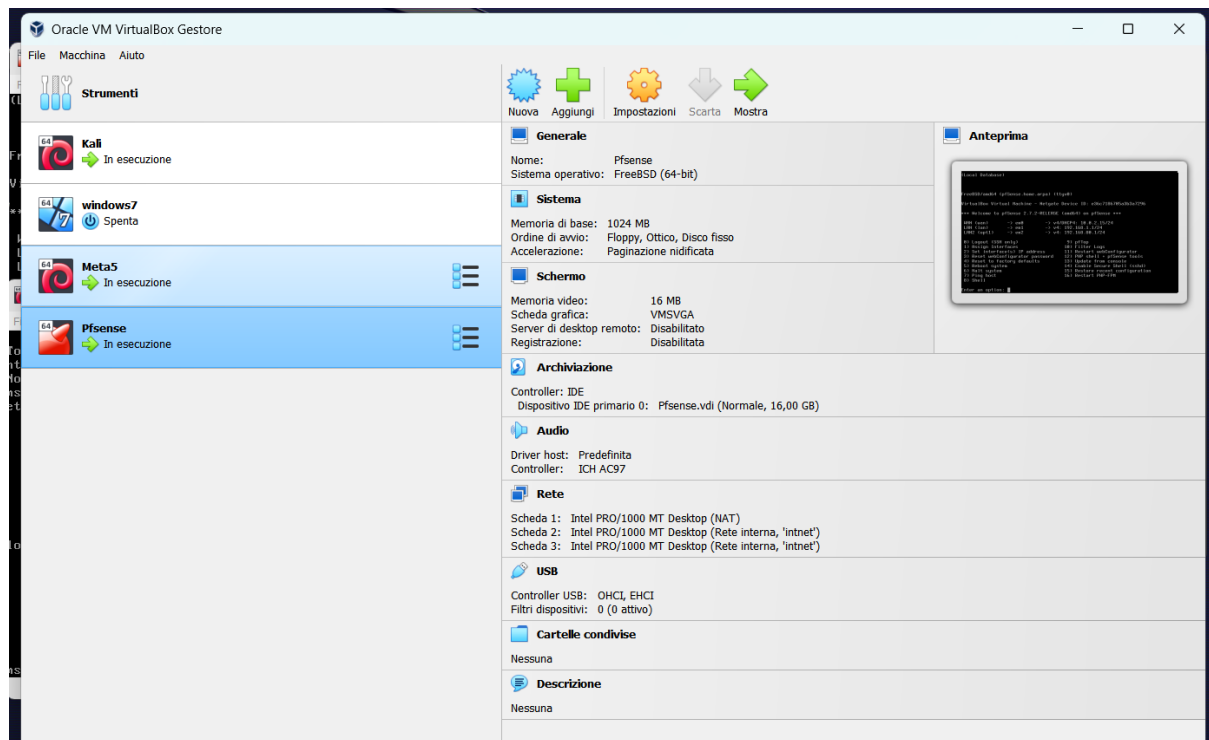 Oracle VM VirtualBox Gestore
File Macchina Aiuto
Strumenti
Nuova Aggiungi Impostazioni Scarta Mostra
64
Kali
In esecuzione
64
windows7
Spenta
64
Meta5
In esecuzione
64
Pfsense
In esecuzione
Generale
Nome: Pfsense
Sistema operativo: FreeBSD (64-bit)
Sistema
Memoria di base: 1024 MB
Ordine di avvio: Floppy, Ottico, Disco fisso
Accelerazione: Paginazione nidificata
Schermo
Memoria video: 16 MB
Scheda grafica: VMSVGA
Server di desktop remoto: Disabilitato
Registrazione: Disabilitata
Archiviazione
Controller: IDE
Dispositivo IDE primario 0: Pfsense.vdi (Normale, 16,00 GB)
Audio
Driver host: Predefinita
Controller: ICH AC97
Rete
Scheda 1: Intel PRO/1000 MT Desktop (NAT)
Scheda 2: Intel PRO/1000 MT Desktop (Rete interna, 'intnet')
Scheda 3: Intel PRO/1000 MT Desktop (Rete interna, 'intnet')
USB
Controller USB: OHCI, EHCI
Filtri dispositivi: 0 (0 attivo)
Cartelle condivise
Nessuna
Descrizione
Nessuna
Anteprima